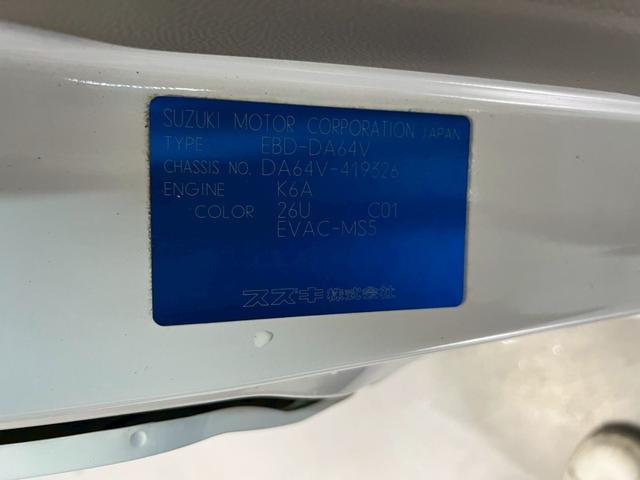 SUZUKI MOTOR CORPORATION JAPAN
TYPE EBD-DA64V
CHASSIS NO. DA64V-419326
ENGINE K6A
COLOR 26U C01
EVAC-MS5
スズキ株式会社